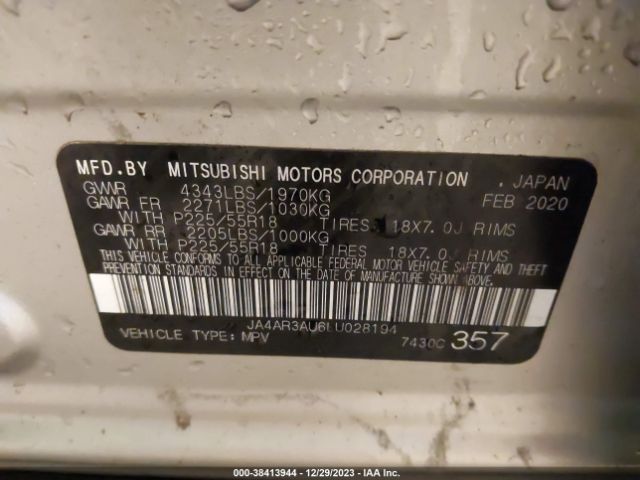 MFD.BY MITSUBISHI MOTORS CORPORATION . JAPAN
GVWR 4343LBS/1970KG FEB 2020
GAWR FR 2271LBS/1030KG
WITH P225/55R18 TIRES 18X7.0J RIMS
GAWR RR 2205LBS/1000KG
WITH P225/55R18 TIRES 18X7.0J RIMS
THIS VEHICLE CONFORMS TO ALL APPLICABLE FEDERAL MOTOR VEHICLE SAFETY AND THEFT
PREVENTION STANDARDS IN EFFECT ON THE DATE OF MANUFACTURE SHOWN ABOVE.
JA4AR3AU6LU028194
VEHICLE TYPE: MPV 7430C 357
000-38413944 - 12/29/2023 - IAA Inc.